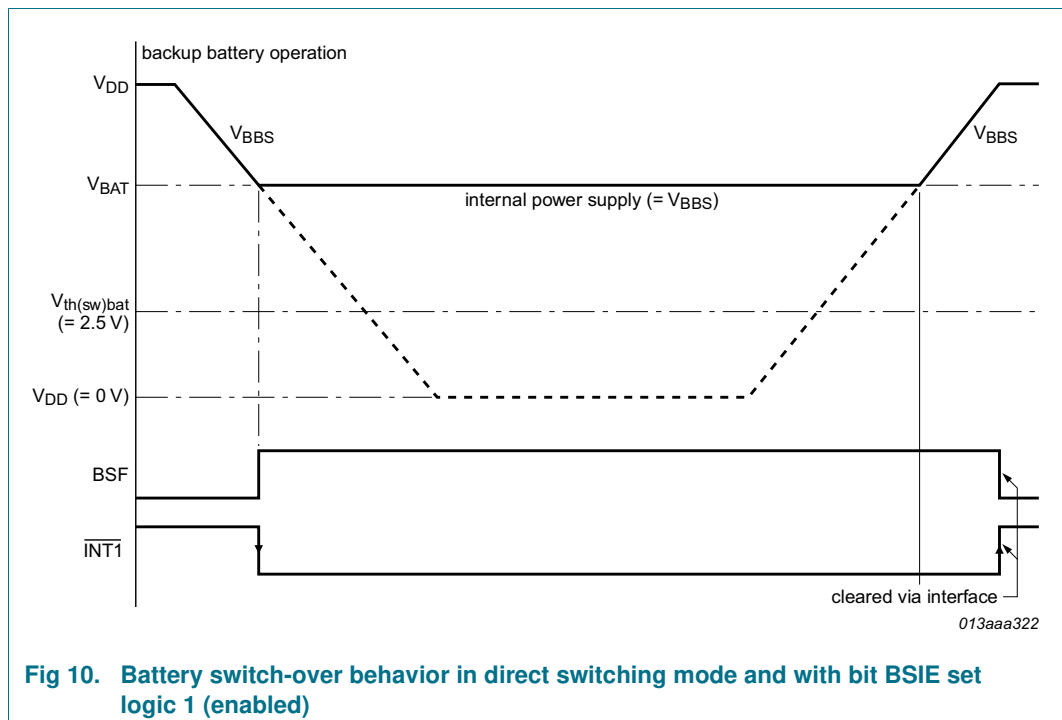 backup battery operation
VDD
VBBS
VBBS
VBAT
internal power supply (= VBBS)
Vth(sw)bat
(= 2.5 V)
VDD (= 0 V)
BSF
INT1
cleared via interface
013aaa322
Fig 10. Battery switch-over behavior in direct switching mode and with bit BSIE set
logic 1 (enabled)